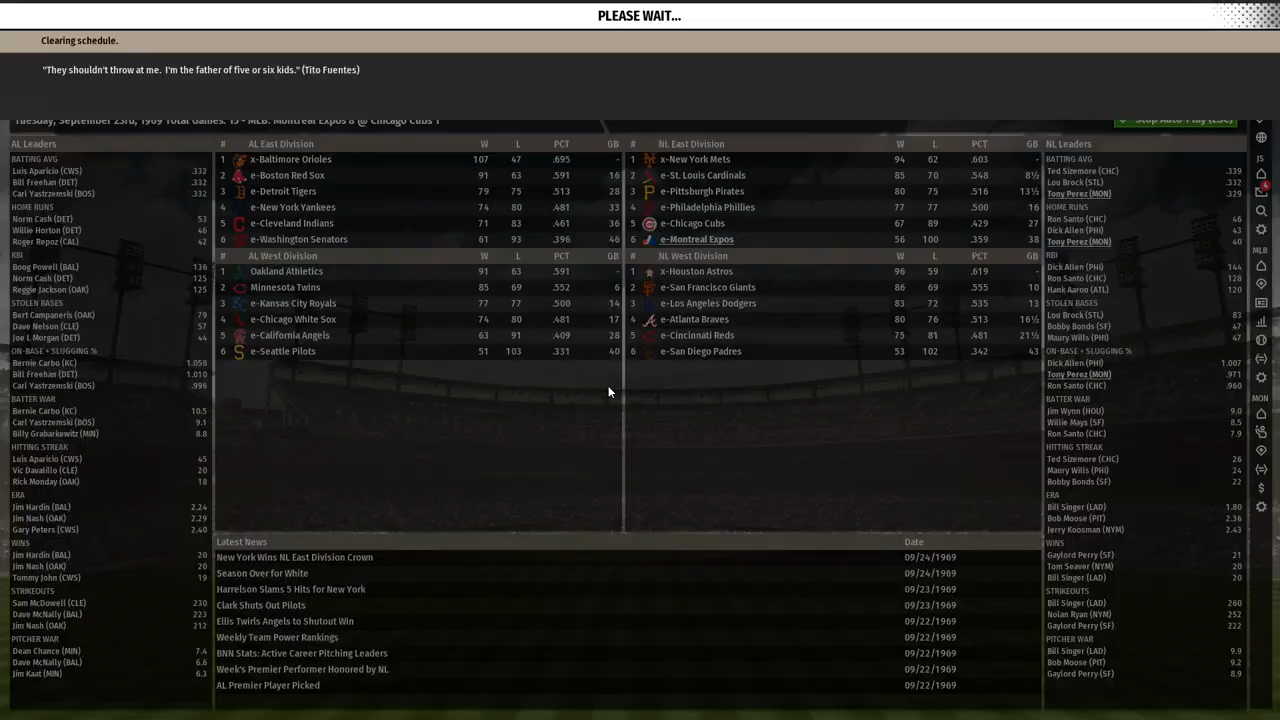 PLEASE WAIT...
Clearing schedule.
"They shouldn't throw at me. I'm the father of five or six kids." (Tito Fuentes)
Tuesday, September 23rd, 1969 Total Games: 15 - MLB: Montreal Expos 8 @ Chicago Cubs 1
Stop Auto-Play (ESC)
AL Leaders
BATTING AVG
Luis Aparicio (CWS) .332
Bill Freehan (DET) .332
Carl Yastrzemski (BOS) .332
HOME RUNS
Norm Cash (DET) 53
Willie Horton (DET) 46
Roger Repoz (CAL) 42
RBI
Boog Powell (BAL) 136
Norm Cash (DET) 125
Reggie Jackson (OAK) 125
STOLEN BASES
Bert Campaneris (OAK) 79
Dave Nelson (CLE) 57
Joe L Morgan (DET) 44
ON-BASE + SLUGGING %
Bernie Carbo (KC) 1.058
Bill Freehan (DET) 1.010
Carl Yastrzemski (BOS) .996
BATTER WAR
Bernie Carbo (KC) 10.5
Carl Yastrzemski (BOS) 9.1
Billy Grabarkewitz (MIN) 8.8
HITTING STREAK
Luis Aparicio (CWS) 45
Vic Davalillo (CLE) 20
Rick Monday (OAK) 18
ERA
Jim Hardin (BAL) 2.24
Jim Nash (OAK) 2.29
Gary Peters (CWS) 2.40
WINS
Jim Hardin (BAL) 20
Jim Nash (OAK) 20
Tommy John (CWS) 19
STRIKEOUTS
Sam McDowell (CLE) 230
Dave McNally (BAL) 223
Jim Nash (OAK) 212
PITCHER WAR
Dean Chance (MIN) 7.4
Dave McNally (BAL) 6.6
Jim Kaat (MIN) 6.3
# AL East Division W L PCT GB
1 x-Baltimore Orioles 107 47 .695 -
2 e-Boston Red Sox 91 63 .591 16
3 e-Detroit Tigers 79 75 .513 28
4 e-New York Yankees 74 80 .481 33
5 e-Cleveland Indians 71 83 .461 36
6 e-Washington Senators 61 93 .396 46
# AL West Division W L PCT GB
1 Oakland Athletics 91 63 .591 -
2 Minnesota Twins 85 69 .552 6
3 e-Kansas City Royals 77 77 .500 14
4 e-Chicago White Sox 74 80 .481 17
5 e-California Angels 63 91 .409 28
6 e-Seattle Pilots 51 103 .331 40
# NL East Division W L PCT GB
1 x-New York Mets 94 62 .603 -
2 e-St. Louis Cardinals 85 70 .548 8½
3 e-Pittsburgh Pirates 80 75 .516 13½
4 e-Philadelphia Phillies 77 77 .500 16
5 e-Chicago Cubs 67 89 .429 27
6 e-Montreal Expos 56 100 .359 38
# NL West Division W L PCT GB
1 x-Houston Astros 96 59 .619 -
2 e-San Francisco Giants 86 69 .555 10
3 e-Los Angeles Dodgers 83 72 .535 13
4 e-Atlanta Braves 80 76 .513 16½
5 e-Cincinnati Reds 75 81 .481 21½
6 e-San Diego Padres 53 102 .342 43
Latest News Date
New York Wins NL East Division Crown 09/24/1969
Season Over for White 09/24/1969
Harrelson Slams 5 Hits for New York 09/23/1969
Clark Shuts Out Pilots 09/23/1969
Ellis Twirls Angels to Shutout Win 09/22/1969
Weekly Team Power Rankings 09/22/1969
BNN Stats: Active Career Pitching Leaders 09/22/1969
Week's Premier Performer Honored by NL 09/22/1969
AL Premier Player Picked 09/22/1969
NL Leaders
BATTING AVG
Ted Sizemore (CHC) .339
Lou Brock (STL) .332
Tony Perez (MON) .329
HOME RUNS
Ron Santo (CHC) 46
Dick Allen (PHI) 43
Tony Perez (MON) 40
RBI
Dick Allen (PHI) 144
Ron Santo (CHC) 128
Hank Aaron (ATL) 120
STOLEN BASES
Lou Brock (STL) 83
Bobby Bonds (SF) 47
Maury Wills (PHI) 47
ON-BASE + SLUGGING %
Dick Allen (PHI) 1.007
Tony Perez (MON) .971
Ron Santo (CHC) .960
BATTER WAR
Jim Wynn (HOU) 9.0
Willie Mays (SF) 8.5
Ron Santo (CHC) 7.9
HITTING STREAK
Ted Sizemore (CHC) 26
Maury Wills (PHI) 24
Bobby Bonds (SF) 22
ERA
Bill Singer (LAD) 1.80
Bob Moose (PIT) 2.36
Jerry Koosman (NYM) 2.43
WINS
Gaylord Perry (SF) 21
Tom Seaver (NYM) 20
Bill Singer (LAD) 20
STRIKEOUTS
Bill Singer (LAD) 260
Nolan Ryan (NYM) 252
Gaylord Perry (SF) 222
PITCHER WAR
Bill Singer (LAD) 9.9
Bob Moose (PIT) 9.2
Gaylord Perry (SF) 8.9
JS
4
MLB
MON